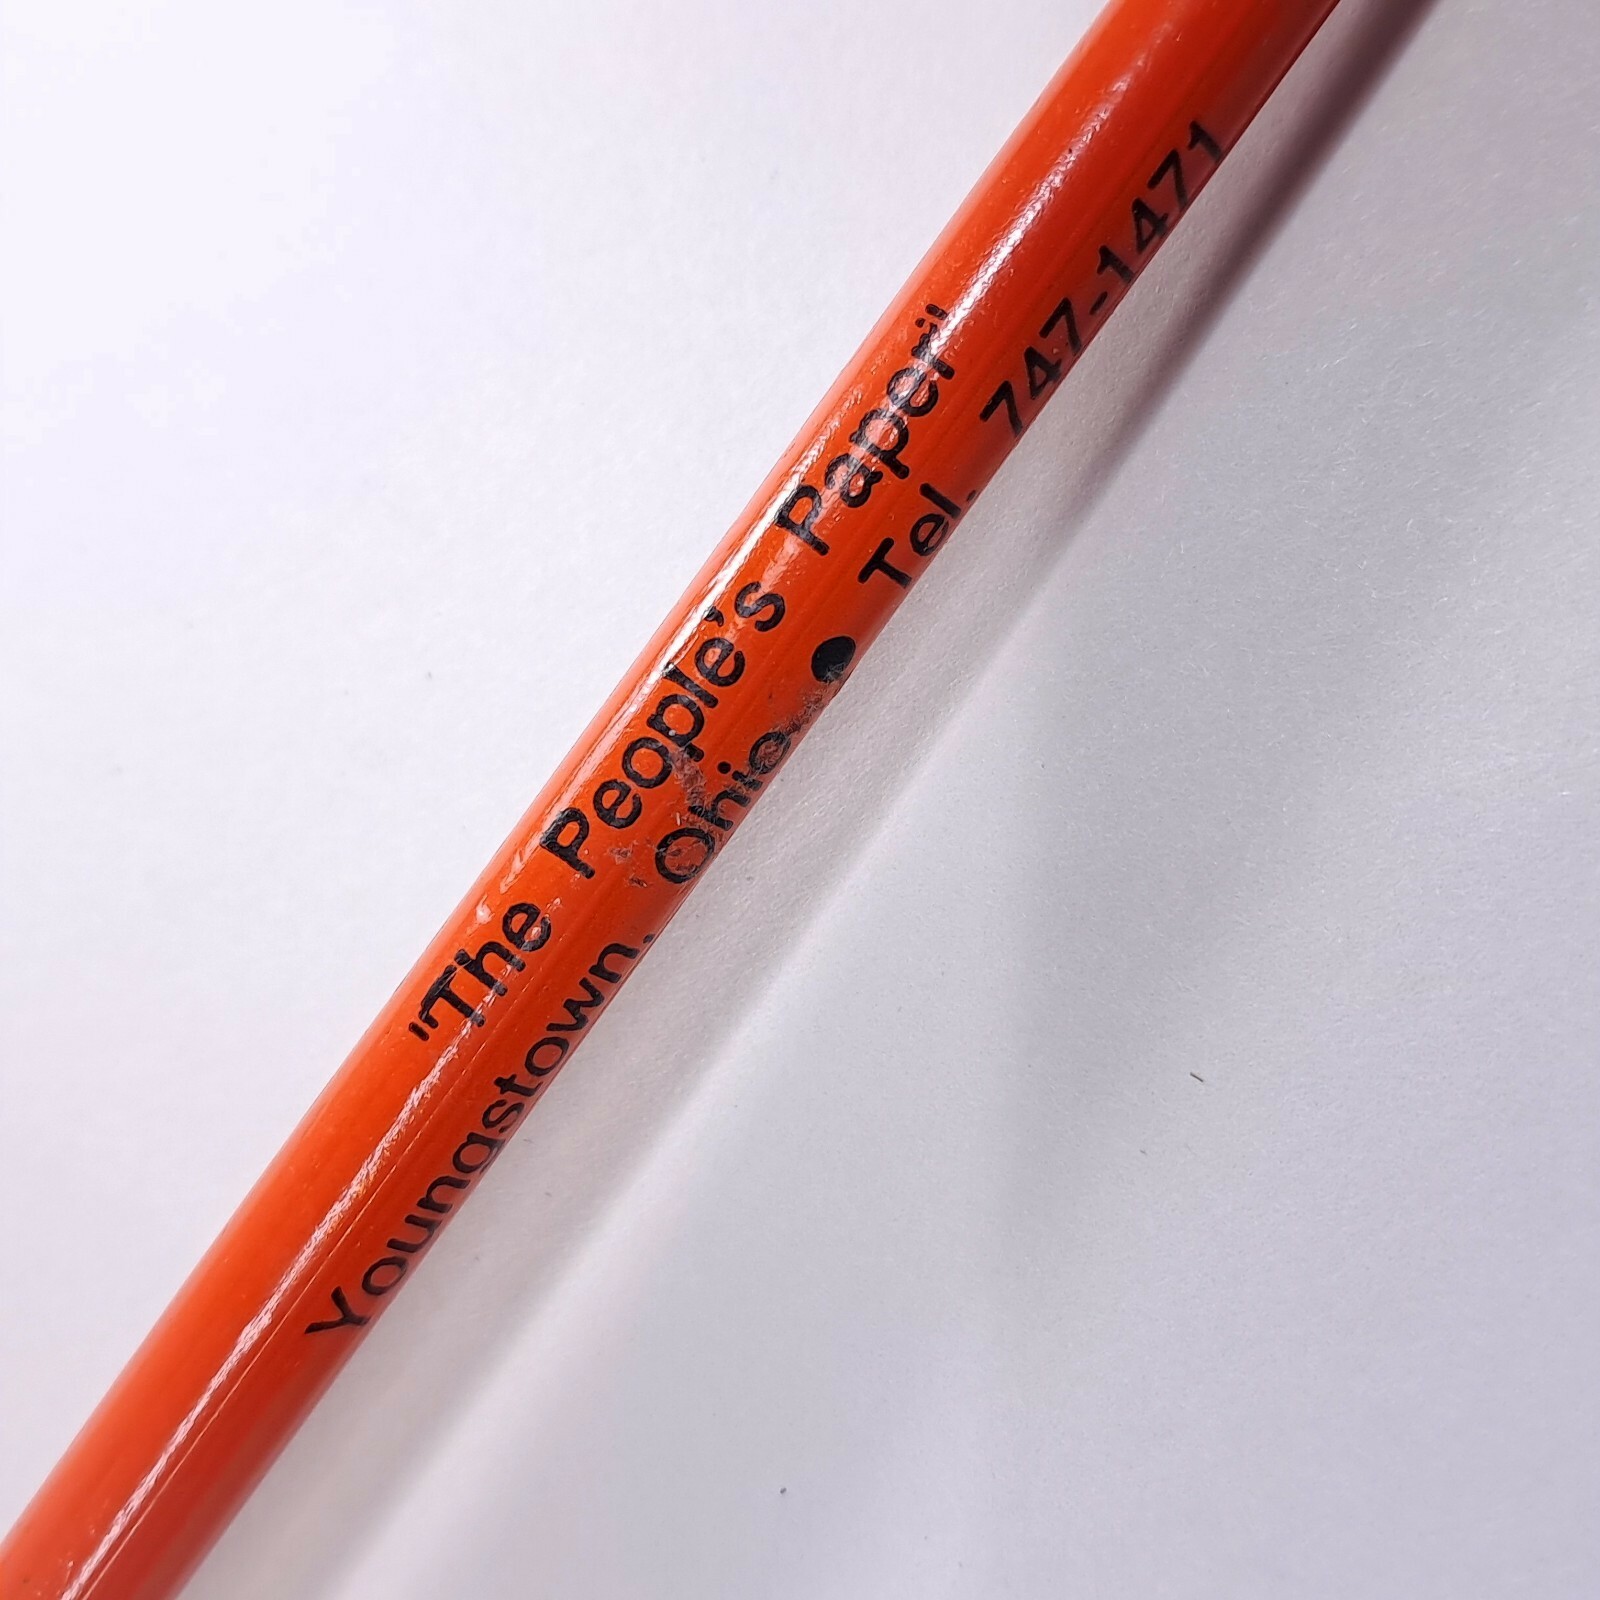 "The People's Paper"
Youngstown, Ohio ● Tel. 747-1471